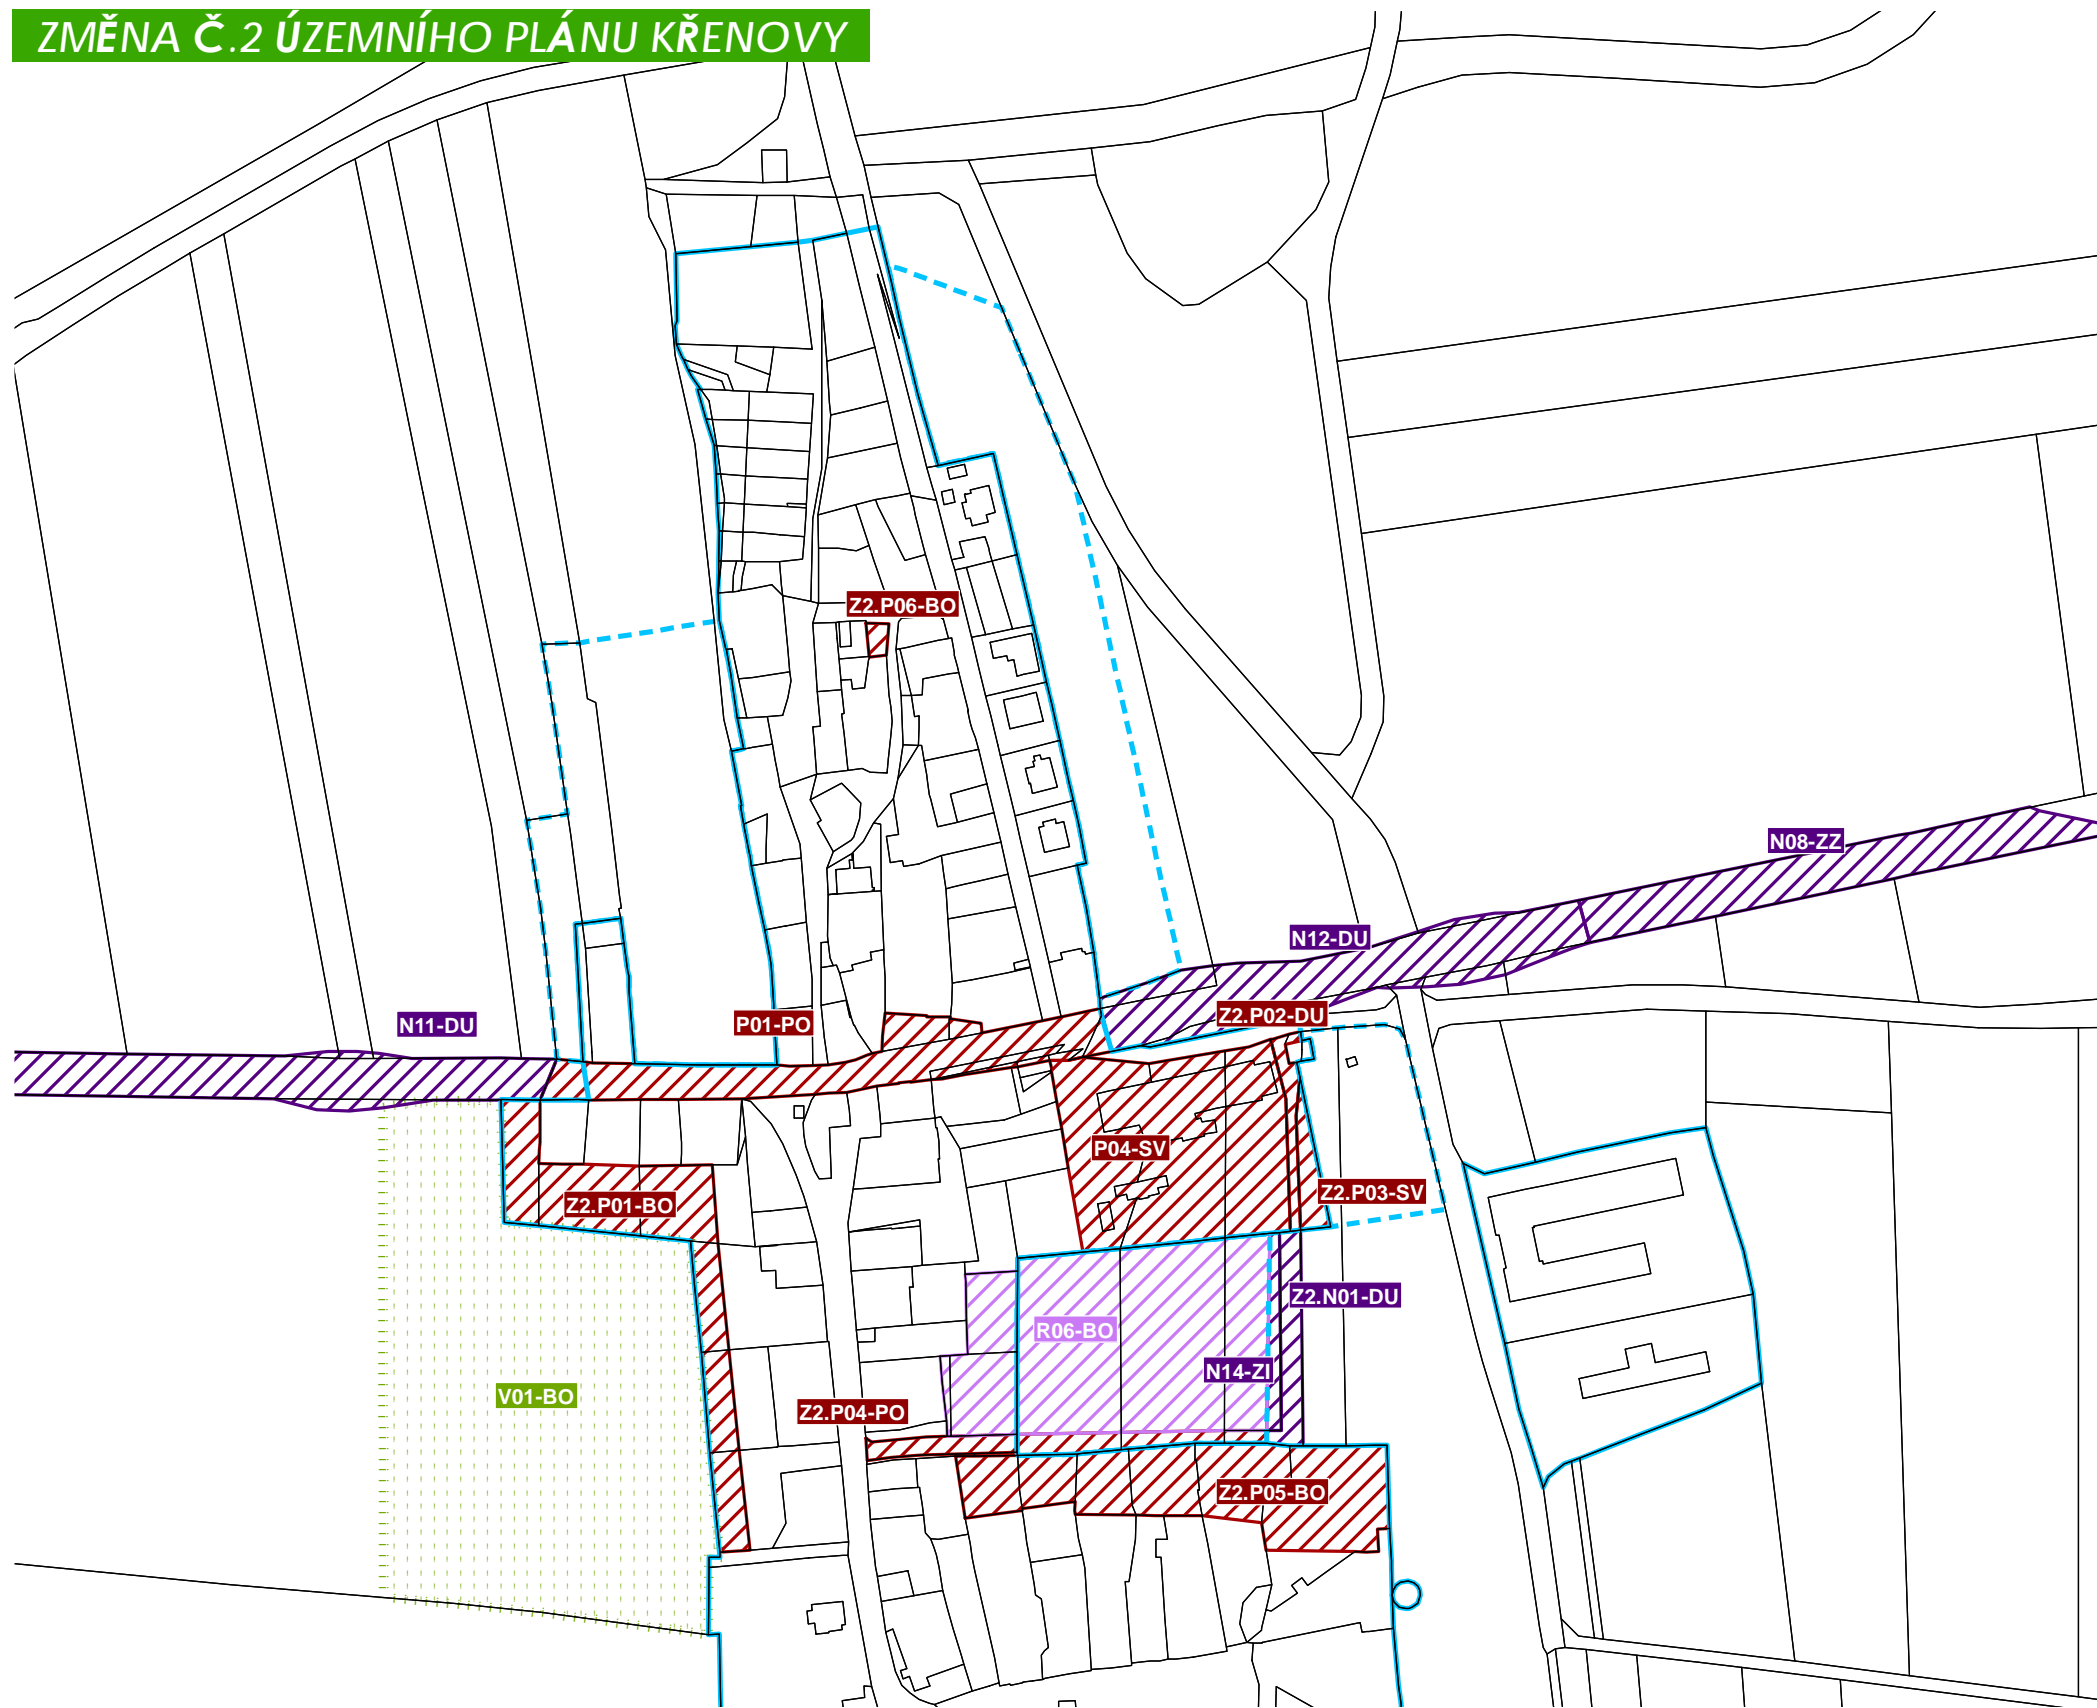 ZMĚNA Č.2 ÚZEMNÍHO PLÁNU KŘENOVY
Z2.P06-BO
N08-ZZ
N12-DU
Z2.P02-DU
P01-PO
N11-DU
P04-SV
Z2.P03-SV
Z2.P01-BO
Z2.N01-DU
R06-BO
N14-ZI
V01-BO
Z2.P04-PO
Z2.P05-BO